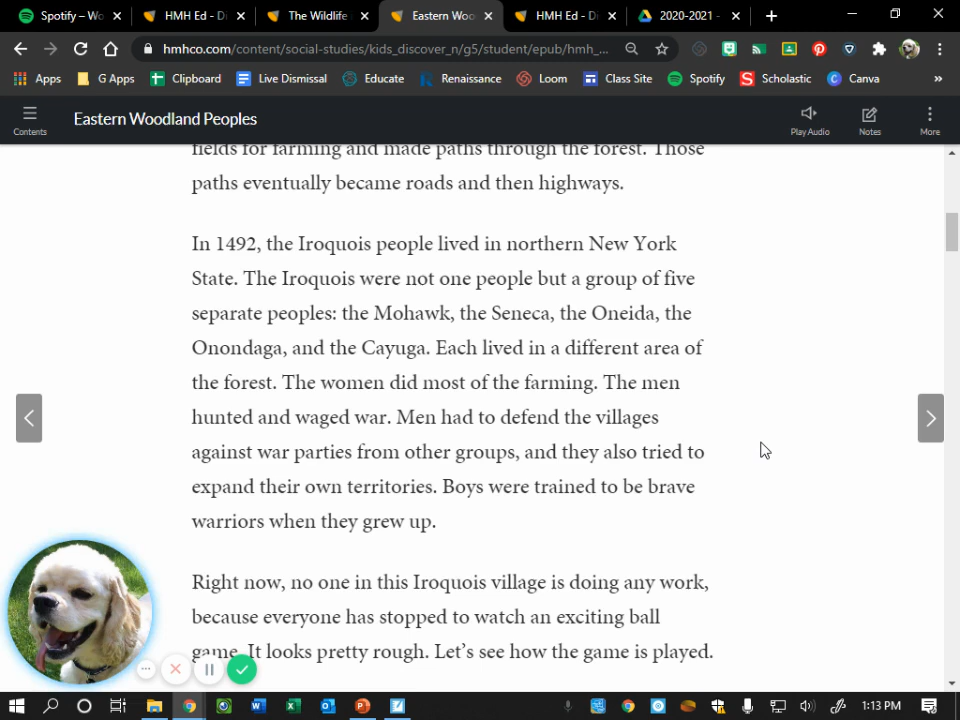 Spotify – Wo
HMH Ed - Di
The Wildlife
Eastern Woo
HMH Ed - Di
2020-2021 -
hmhco.com/content/social-studies/kids_discover_n/g5/student/epub/hmh_...
Apps
G Apps
Clipboard
Live Dismissal
Educate
Renaissance
Loom
Class Site
Spotify
Scholastic
Canva
»
Contents
Eastern Woodland Peoples
Play Audio
Notes
More
fields for farming and made paths through the forest. Those
paths eventually became roads and then highways.
In 1492, the Iroquois people lived in northern New York
State. The Iroquois were not one people but a group of five
separate peoples: the Mohawk, the Seneca, the Oneida, the
Onondaga, and the Cayuga. Each lived in a different area of
the forest. The women did most of the farming. The men
hunted and waged war. Men had to defend the villages
against war parties from other groups, and they also tried to
expand their own territories. Boys were trained to be brave
warriors when they grew up.
Right now, no one in this Iroquois village is doing any work,
because everyone has stopped to watch an exciting ball
game. It looks pretty rough. Let's see how the game is played.
1:13 PM